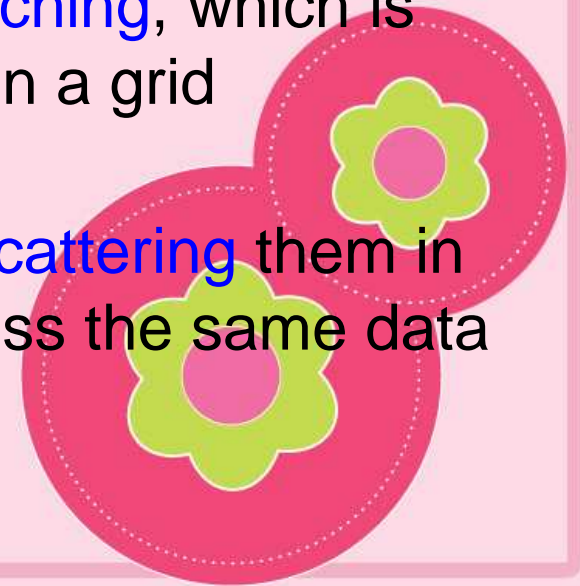 ching, which is
n a grid
cattering them in
ss the same data